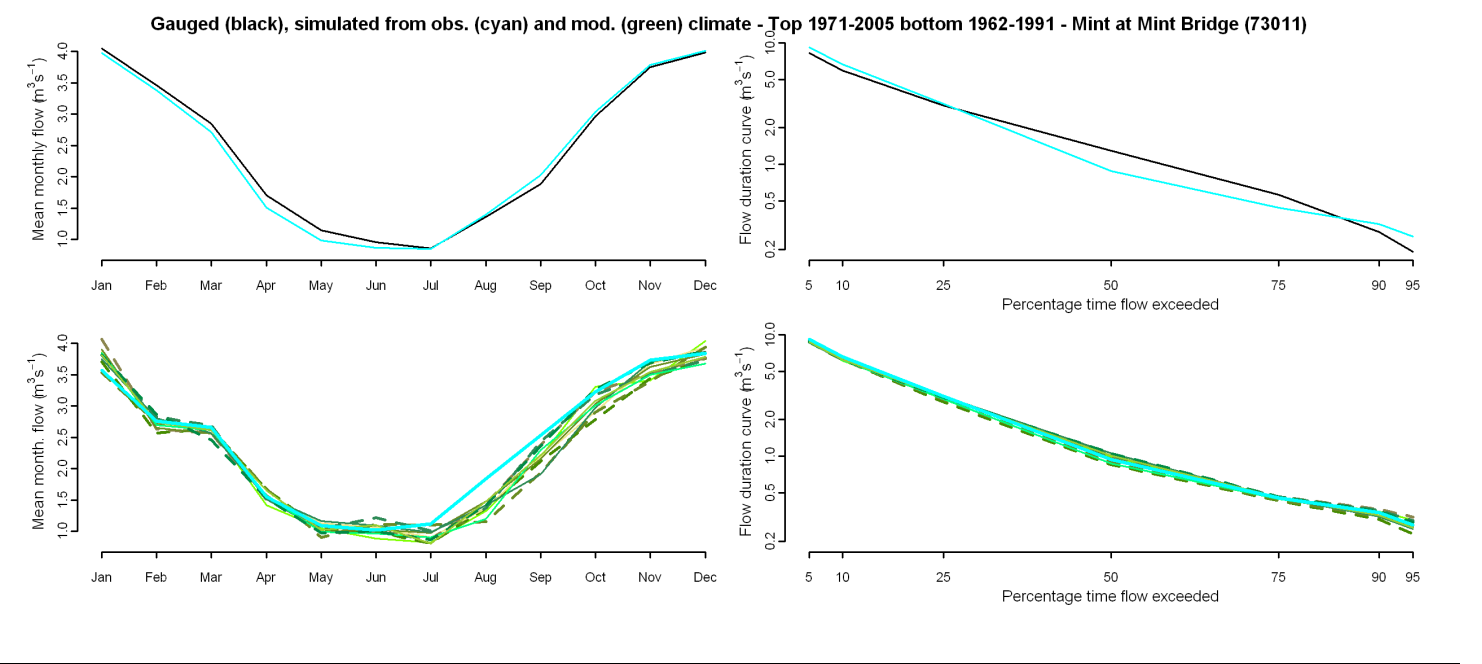 Gauged (black), simulated from obs. (cyan) and mod. (green) climate - Top 1971-2005 bottom 1962-1991 - Mint at Mint Bridge (73011)
Mean monthly flow (m³s⁻¹)
4.0
3.5
3.0
2.5
2.0
1.5
1.0
Jan Feb Mar Apr May Jun Jul Aug Sep Oct Nov Dec
Flow duration curve (m³s⁻¹)
10.0
5.0
2.0
1.0
0.5
0.2
5 10 25 50 75 90 95
Percentage time flow exceeded
Mean month. flow (m³s⁻¹)
4.0
3.5
3.0
2.5
2.0
1.5
1.0
Jan Feb Mar Apr May Jun Jul Aug Sep Oct Nov Dec
Flow duration curve (m³s⁻¹)
10.0
5.0
2.0
1.0
0.5
0.2
5 10 25 50 75 90 95
Percentage time flow exceeded